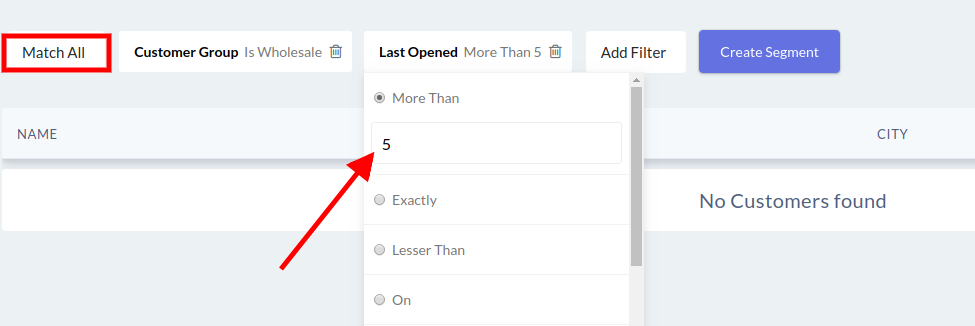 Match All
Customer Group Is Wholesale
Last Opened More Than 5
Add Filter
Create Segment
More Than
5
Exactly
Lesser Than
On
NAME
CITY
No Customers found